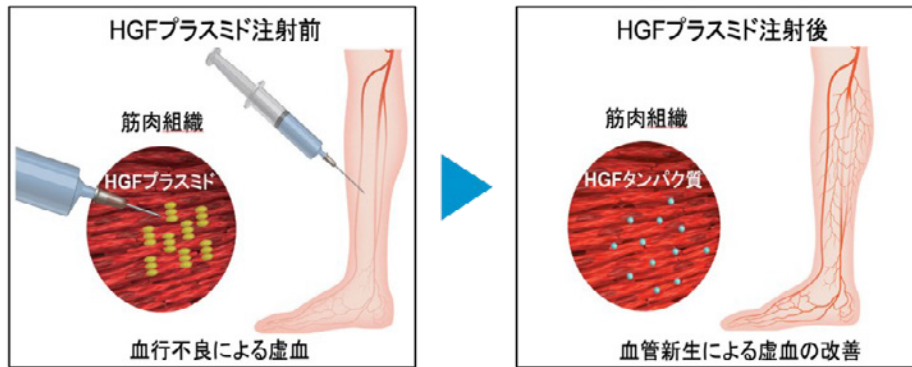 HGFプラスミド注射前
筋肉組織
HGFプラスミド
血行不良による虚血
HGFプラスミド注射後
筋肉組織
HGFタンパク質
血管新生による虚血の改善